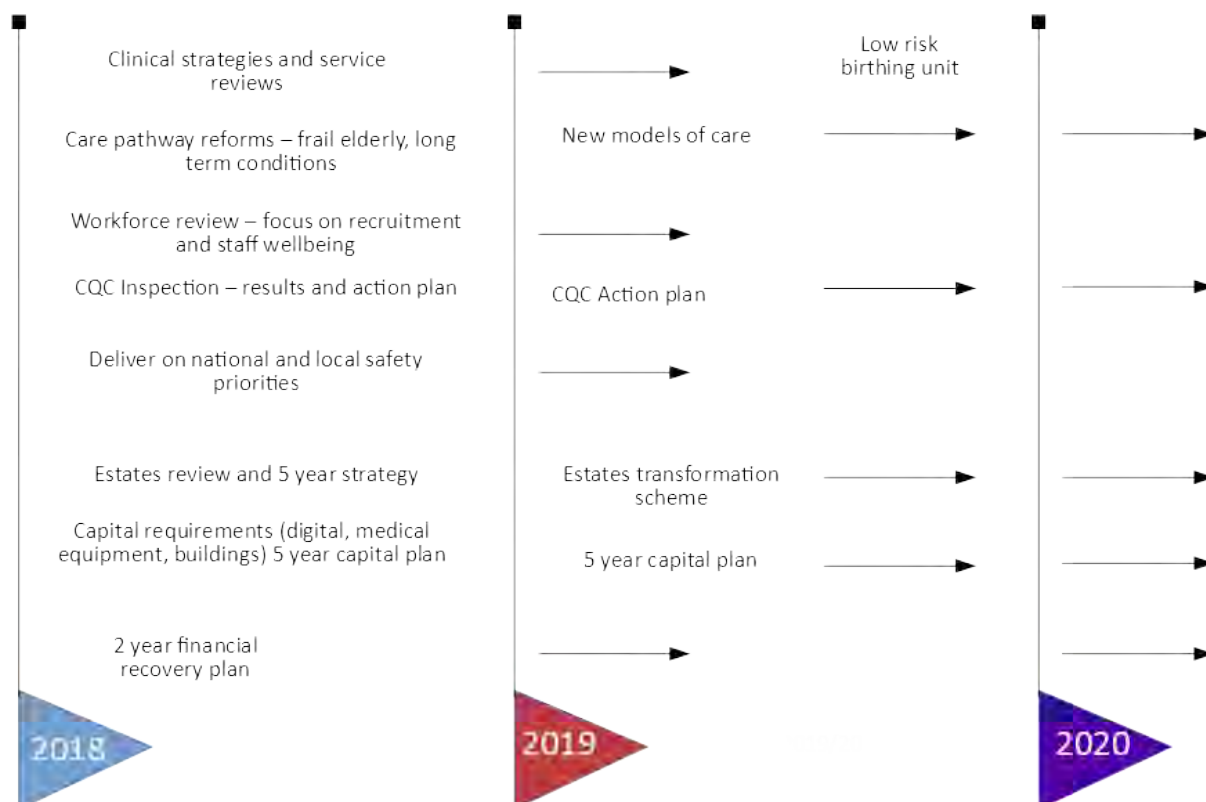 Clinical strategies and service
reviews
Low risk
birthing unit
Care pathway reforms – frail elderly, long
term conditions
New models of care
Workforce review – focus on recruitment
and staff wellbeing
CQC Inspection – results and action plan
CQC Action plan
Deliver on national and local safety
priorities
Estates review and 5 year strategy
Estates transformation
scheme
Capital requirements (digital, medical
equipment, buildings) 5 year capital plan
5 year capital plan
2 year financial
recovery plan
2018
2019
2020